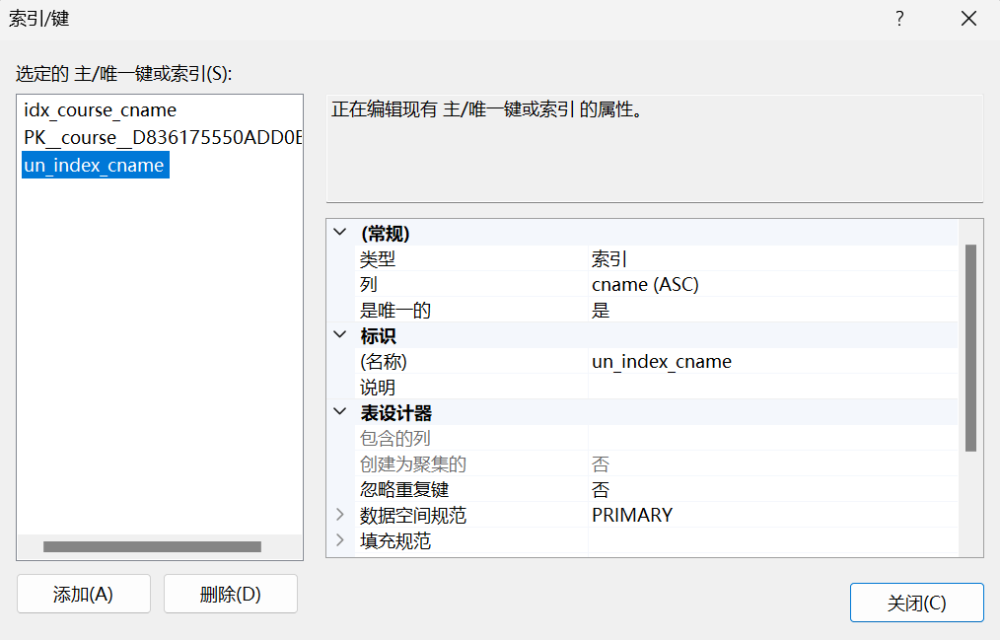 索引/键
?
选定的 主/唯一键或索引(S):
idx_course_cname
PK__course__D836175550ADD0E
un_index_cname
正在编辑现有 主/唯一键或索引 的属性。
(常规)
类型 索引
列 cname (ASC)
是唯一的 是
标识
(名称) un_index_cname
说明
表设计器
包含的列
创建为聚集的 否
忽略重复键 否
数据空间规范 PRIMARY
填充规范
添加(A) 删除(D)
关闭(C)